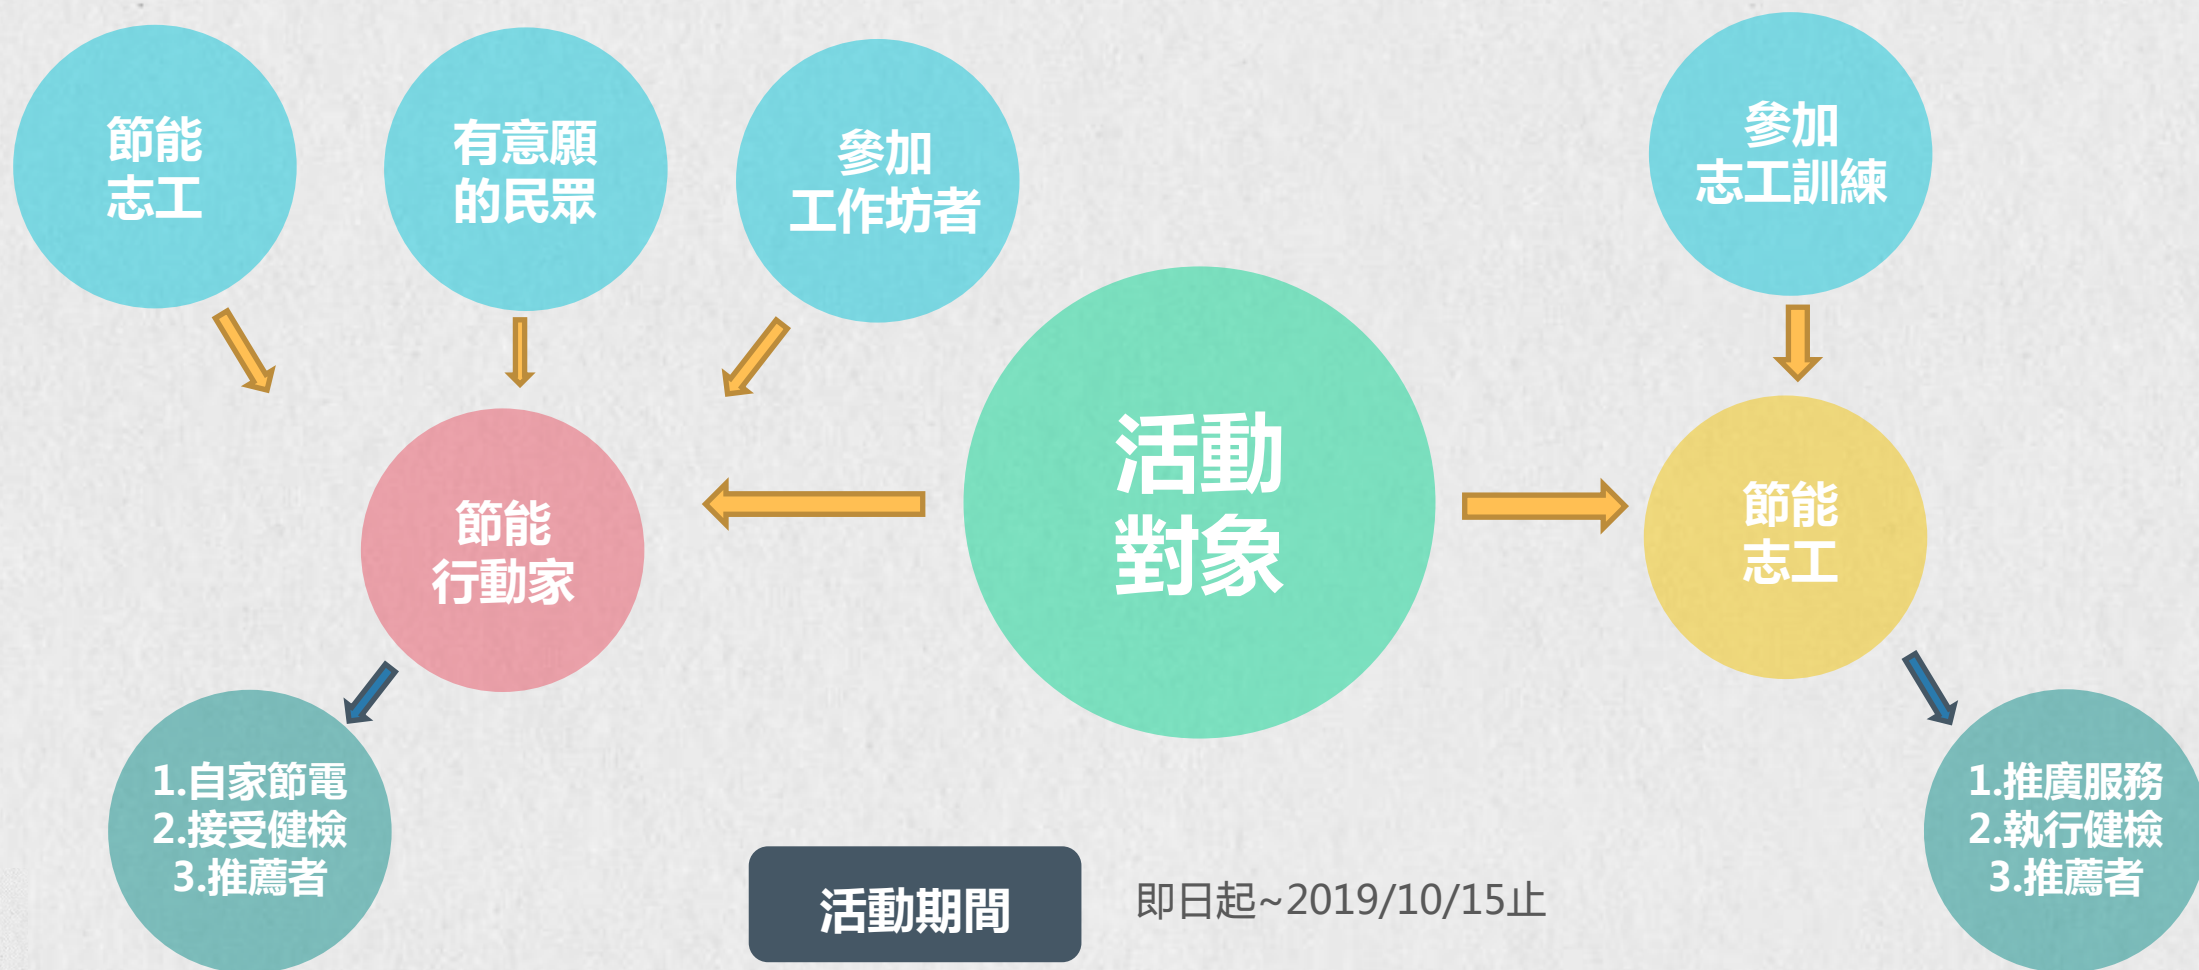 節能
志工
有意願
的民眾
參加
工作坊者
參加
志工訓練
活動
對象
節能
行動家
節能
志工
1.自家節電
2.接受健檢
3.推薦者
1.推廣服務
2.執行健檢
3.推薦者
活動期間
即日起~2019/10/15止